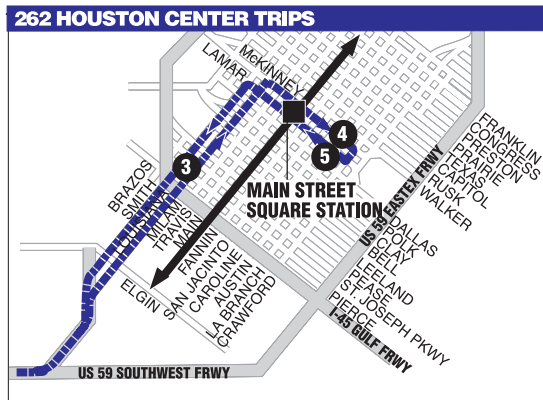 262 HOUSTON CENTER TRIPS
McKINNEY
LAMAR
4
5
3
MAIN STREET
SQUARE STATION
BRAZOS
SMITH
LOUISIANA
MILAM
TRAVIS
MAIN
FANNIN
SAN JACINTO
CAROLINE
AUSTIN
LA BRANCH
CRAWFORD
ELGIN S
FRANKLIN
CONGRESS
PRESTON
PRAIRIE
TEXAS
CAPITOL
RUSK
WALKER
US 59 EASTEX FRWY
DALLAS
POLK
CLAY
BELL
LEELAND
PEASE
ST. JOSEPH PKWY
PIERCE
I-45 GULF FRWY
US 59 SOUTHWEST FRWY